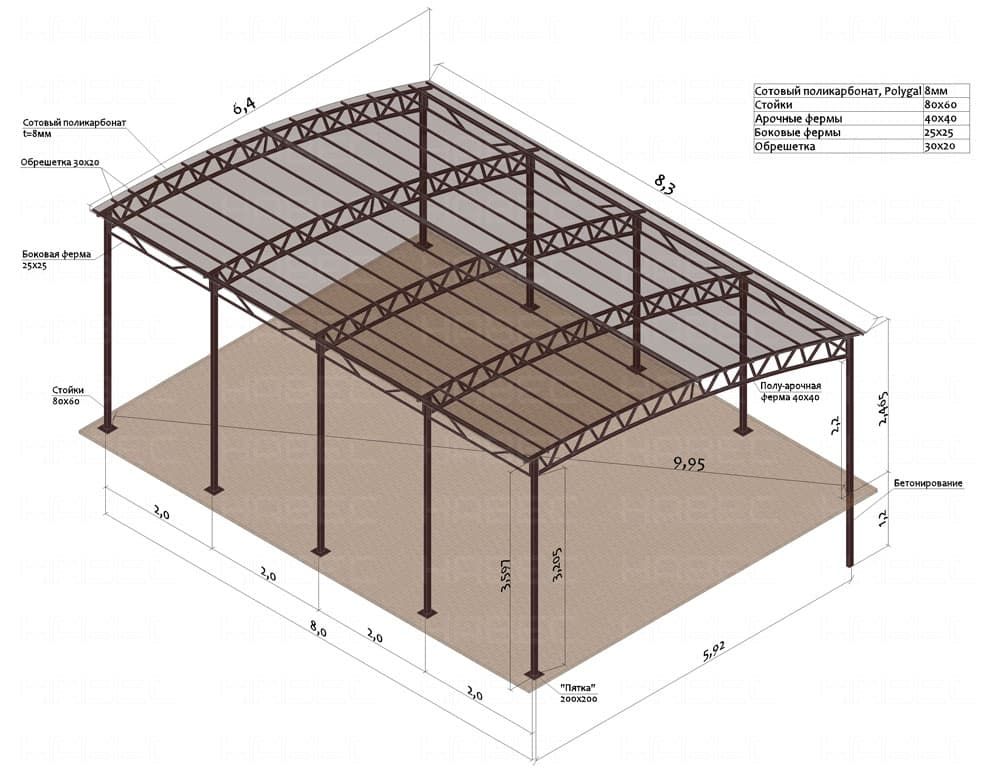 6,4
8,3
Сотовый поликарбонат, Polygal 8мм
Стойки 80х60
Арочные фермы 40х40
Боковые фермы 25х25
Обрешетка 30х20
Сотовый поликарбонат
t=8мм
Обрешетка 30х20
Боковая ферма
25х25
Стойки
80х60
Полу-арочная
ферма 40х40
2,2
2,465
9,95
Бетонирование
1,2
2,0
2,0
8,0
2,0
2,0
3,597
3,205
5,92
"Пятка"
200х200